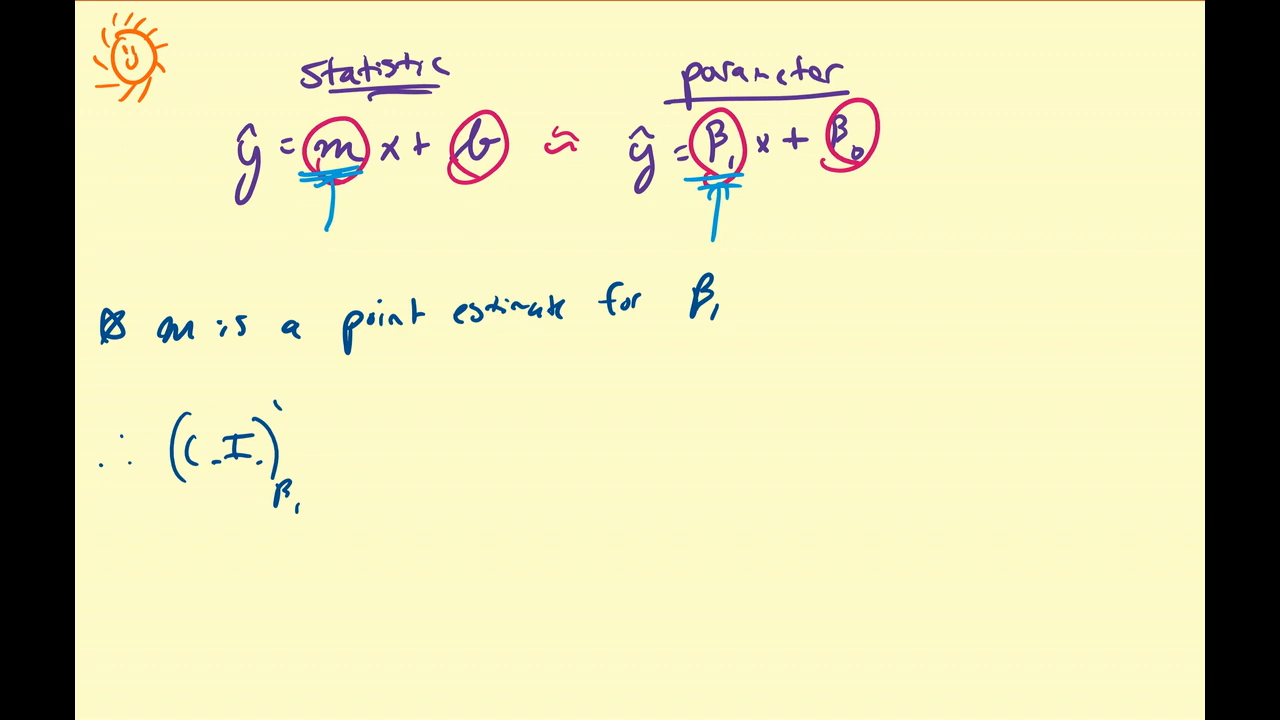 statistic parameter
ŷ = m x + b ≈ ŷ = β₁ x + β₀
m is a point estimate for β₁
∴ (C.I.)β₁